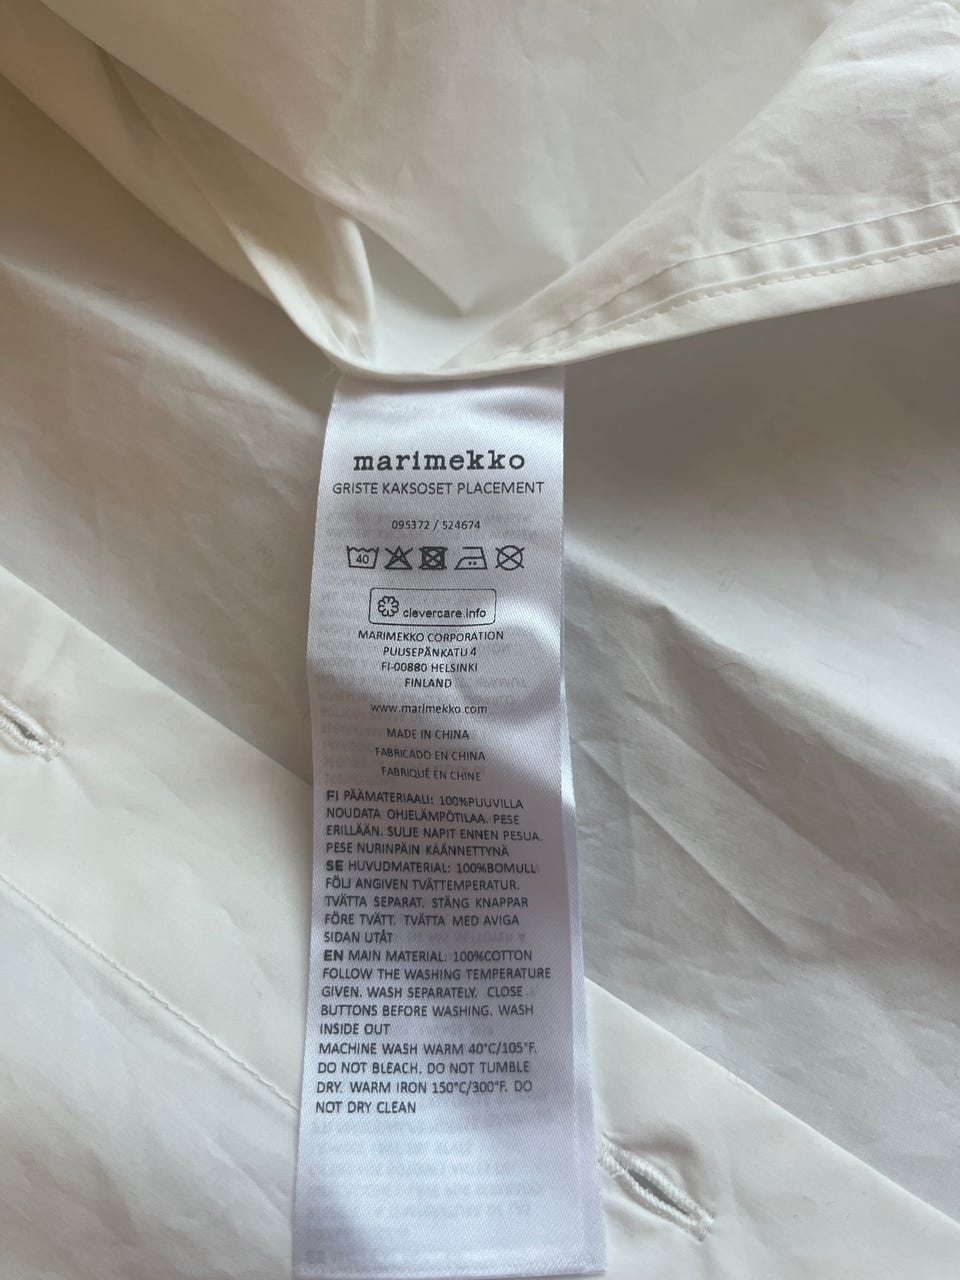 marimekko
GRISTE KAKSOSET PLACEMENT
095372 / 524674
40
clevercare.info
MARIMEKKO CORPORATION
PUUSEPÄNKATU 4
FI-00880 HELSINKI
FINLAND
www.marimekko.com
MADE IN CHINA
FABRICADO EN CHINA
FABRIQUÉ EN CHINE
FI PÄÄMATERIAALI: 100%PUUVILLA
NOUDATA OHJELÄMPÖTILAA. PESE
ERILLÄÄN. SULJE NAPIT ENNEN PESUA.
PESE NURINPÄIN KÄÄNNETTYNÄ
SE HUVUDMATERIAL: 100%BOMULL
FÖLJ ANGIVEN TVÄTTEMPERATUR.
TVÄTTA SEPARAT. STÄNG KNAPPAR
FÖRE TVÄTT. TVÄTTA MED AVIGA
SIDAN UTÅT
EN MAIN MATERIAL: 100%COTTON
FOLLOW THE WASHING TEMPERATURE
GIVEN. WASH SEPARATELY. CLOSE
BUTTONS BEFORE WASHING. WASH
INSIDE OUT
MACHINE WASH WARM 40°C/105°F.
DO NOT BLEACH. DO NOT TUMBLE
DRY. WARM IRON 150°C/300°F. DO
NOT DRY CLEAN